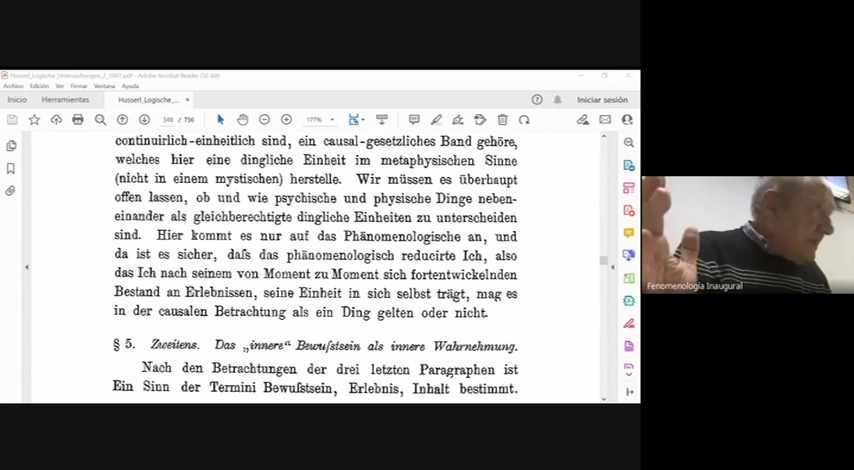 Husserl_Logische_Untersuchungen_2_1901.pdf - Adobe Acrobat Reader (32-bit)
Archivo Edición Ver Firmar Ventana Ayuda
Inicio Herramientas Husserl_Logische_... × Iniciar sesión
348 / 736 177%
continuirlich-einheitlich sind, ein causal-gesetzliches Band gehöre,
welches hier eine dingliche Einheit im metaphysischen Sinne
(nicht in einem mystischen) herstelle. Wir müssen es überhaupt
offen lassen, ob und wie psychische und physische Dinge neben-
einander als gleichberechtigte dingliche Einheiten zu unterscheiden
sind. Hier kommt es nur auf das Phänomenologische an, und
da ist es sicher, daſs das phänomenologisch reducirte Ich, also
das Ich nach seinem von Moment zu Moment sich fortentwickelnden
Bestand an Erlebnissen, seine Einheit in sich selbst trägt, mag es
in der causalen Betrachtung als ein Ding gelten oder nicht.
§ 5. Zweitens. Das „innere“ Bewuſstsein als innere Wahrnehmung.
Nach den Betrachtungen der drei letzton Paragraphen ist
Ein Sinn der Termini Bewuſstsein, Erlebnis, Inhalt bestimmt.
Fenomenología Inaugural